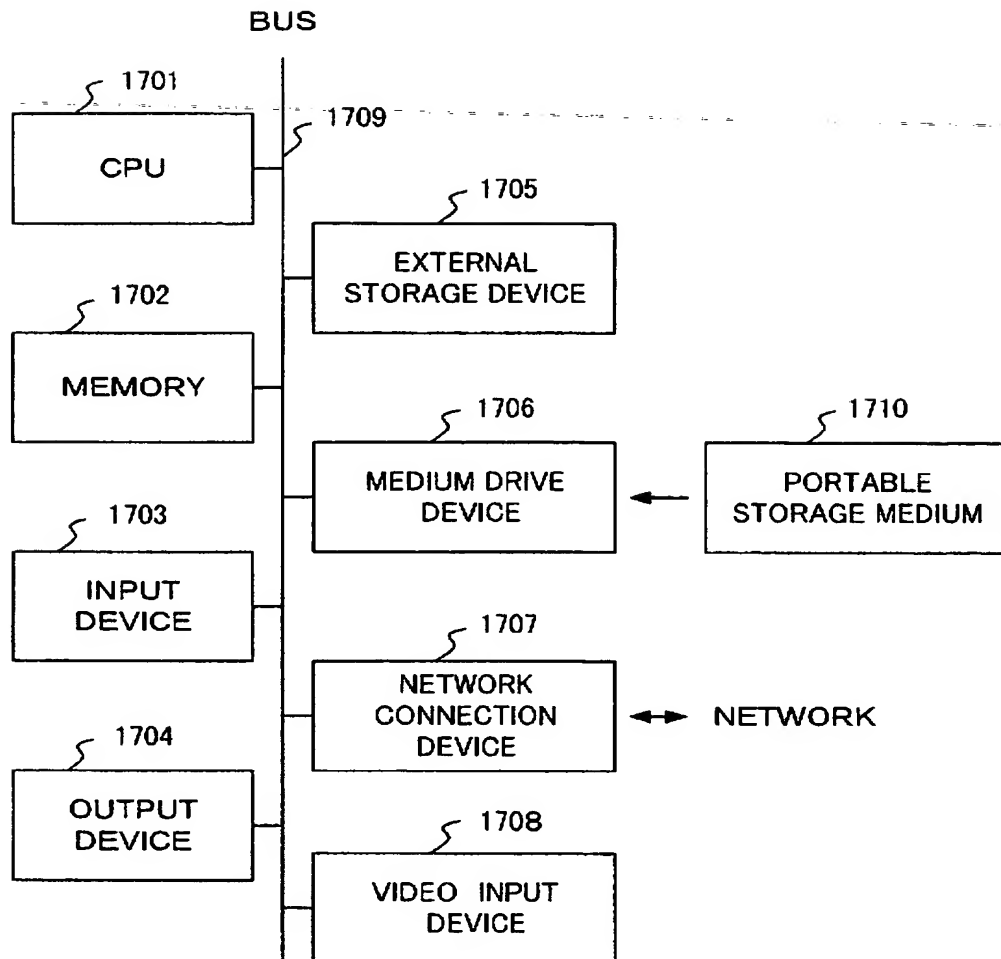 BUS
1701
CPU
1709
1705
EXTERNAL
STORAGE DEVICE
1702
MEMORY
1706
MEDIUM DRIVE
DEVICE
1710
PORTABLE
STORAGE MEDIUM
1703
INPUT
DEVICE
1707
NETWORK
CONNECTION
DEVICE
NETWORK
1704
OUTPUT
DEVICE
1708
VIDEO INPUT
DEVICE